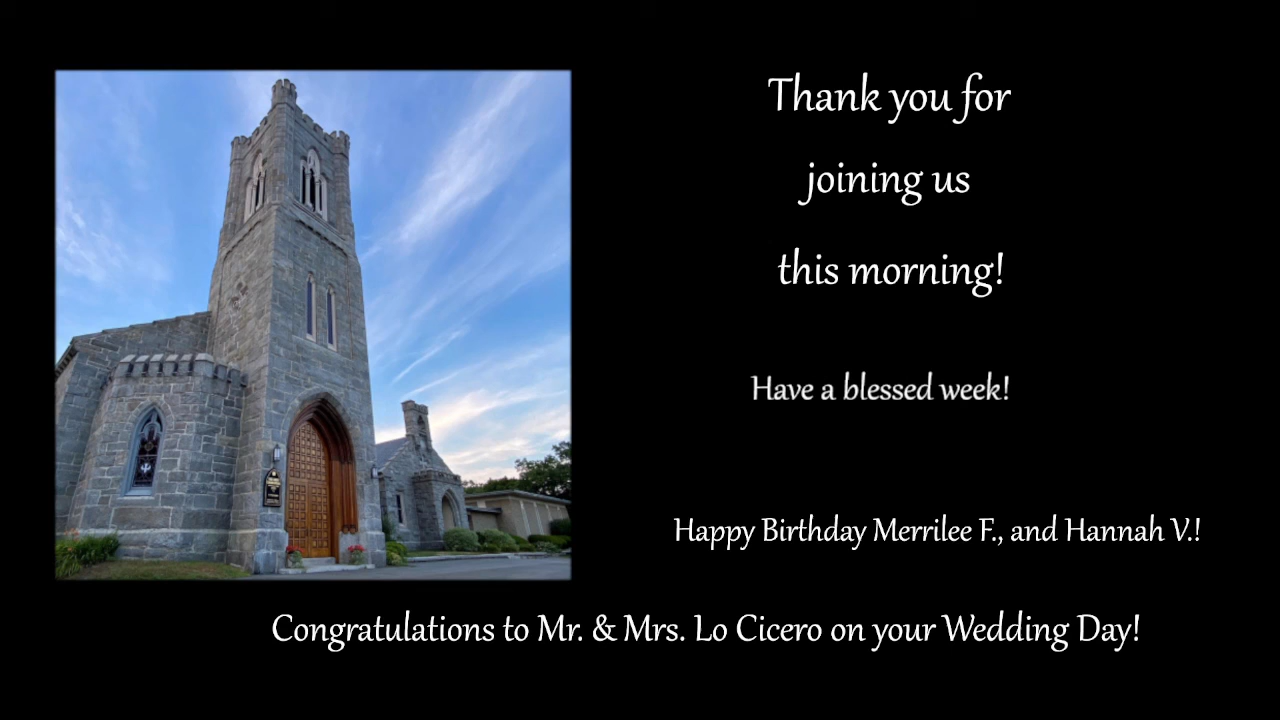 Thank you for
joining us
this morning!
Have a blessed week!
Happy Birthday Merrilee F., and Hannah V.!
Congratulations to Mr. & Mrs. Lo Cicero on your Wedding Day!